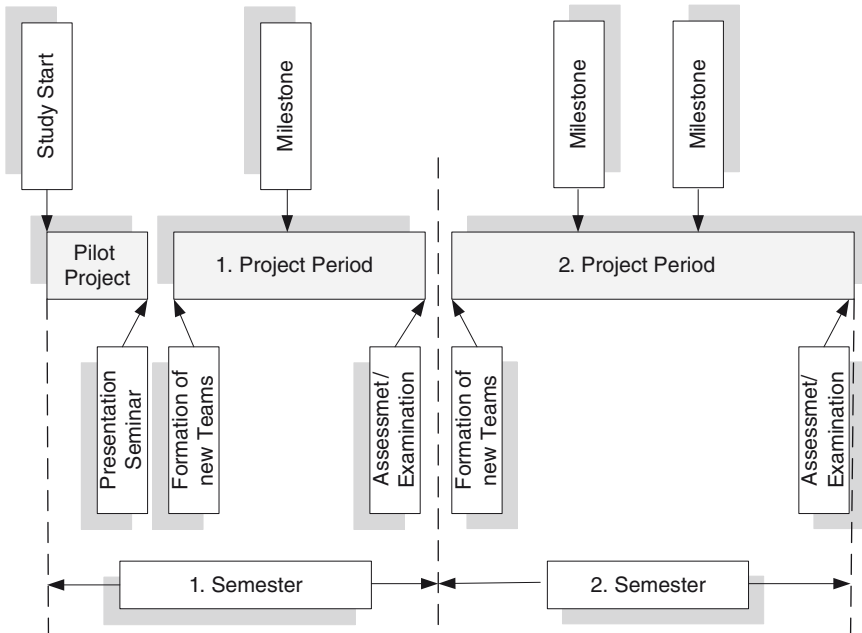 Study Start
Milestone
Milestone
Milestone
Pilot
Project
1. Project Period
2. Project Period
Presentation
Seminar
Formation of
new Teams
Assessmet/
Examination
Formation of
new Teams
Assessmet/
Examination
1. Semester
2. Semester